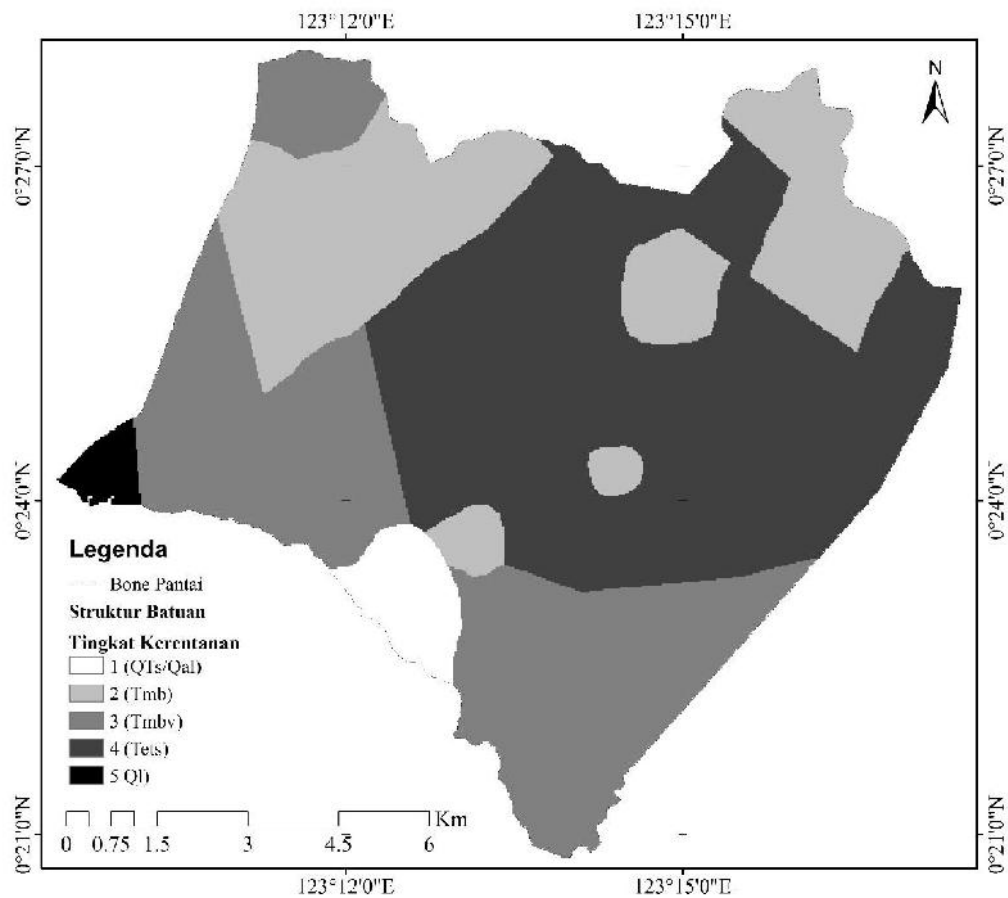 123°12'0"E 123°15'0"E
N
0°27'0"N 0°27'0"N
0°24'0"N 0°24'0"N
Legenda
Bone Pantai
Struktur Batuan
Tingkat Kerentanan
1 (QTs/Qal)
2 (Tmb)
3 (Tmbv)
4 (Tets)
5 Ql)
Km
0 0.75 1.5 3 4.5 6
0°21'0"N 0°21'0"N
123°12'0"E 123°15'0"E